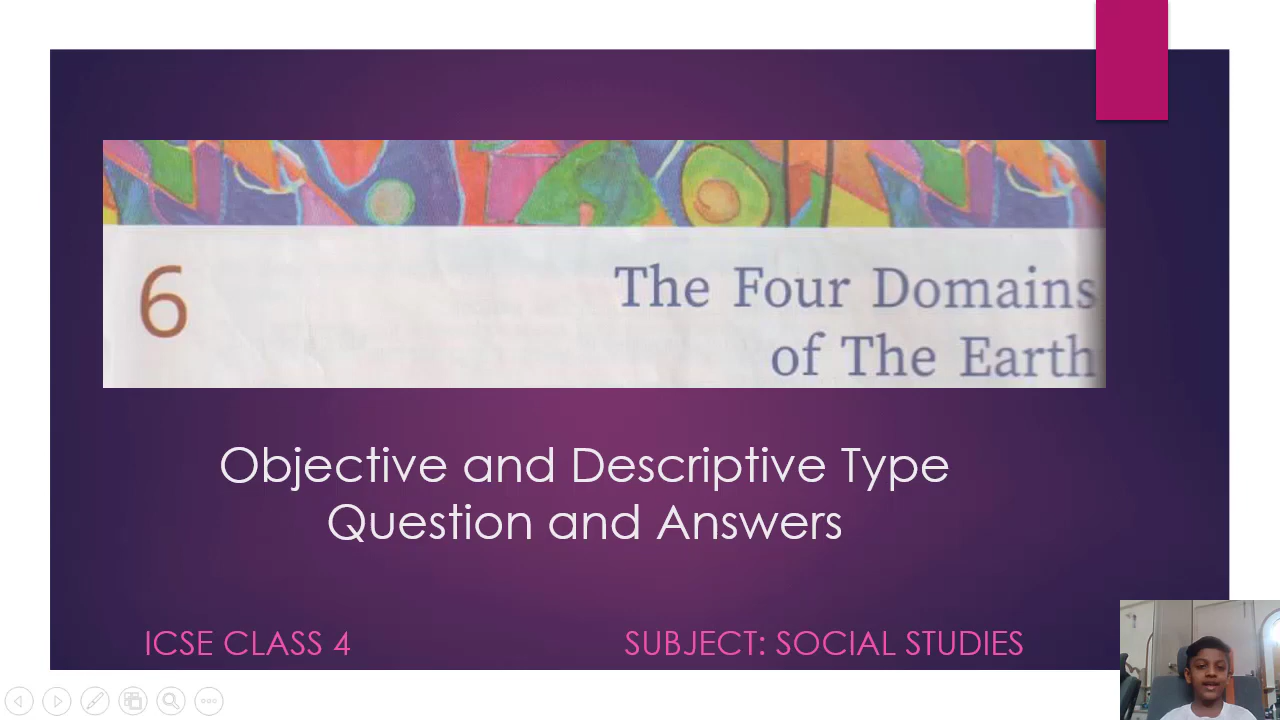 6
The Four Domains
of The Earth
Objective and Descriptive Type
Question and Answers
ICSE CLASS 4
SUBJECT: SOCIAL STUDIES